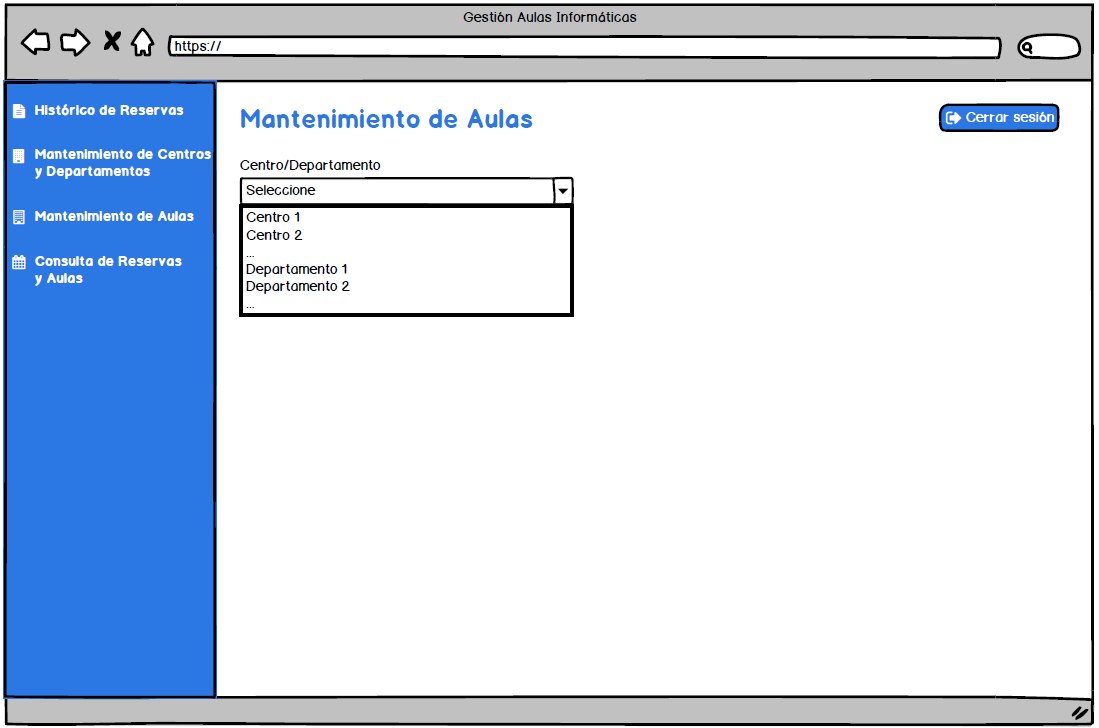 Gestión Aulas Informáticas
https://
Histórico de Reservas
Mantenimiento de Centros
y Departamentos
Mantenimiento de Aulas
Consulta de Reservas
y Aulas
Mantenimiento de Aulas
Cerrar sesión
Centro/Departamento
Seleccione
Centro 1
Centro 2
...
Departamento 1
Departamento 2
...